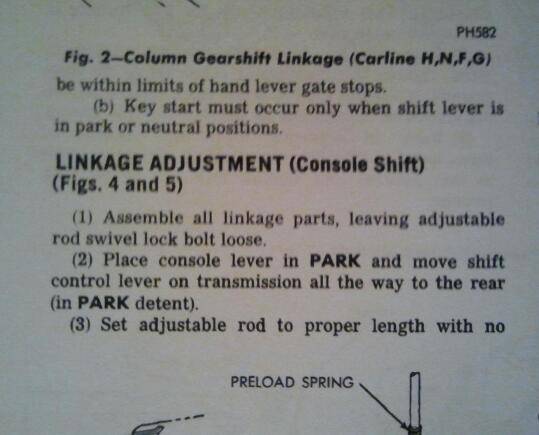 PH582
Fig. 2—Column Gearshift Linkage (Carline H,N,F,G)
be within limits of hand lever gate stops.
(b) Key start must occur only when shift lever is
in park or neutral positions.
LINKAGE ADJUSTMENT (Console Shift)
(Figs. 4 and 5)
(1) Assemble all linkage parts, leaving adjustable
rod swivel lock bolt loose.
(2) Place console lever in PARK and move shift
control lever on transmission all the way to the rear
(in PARK detent).
(3) Set adjustable rod to proper length with no
PRELOAD SPRING